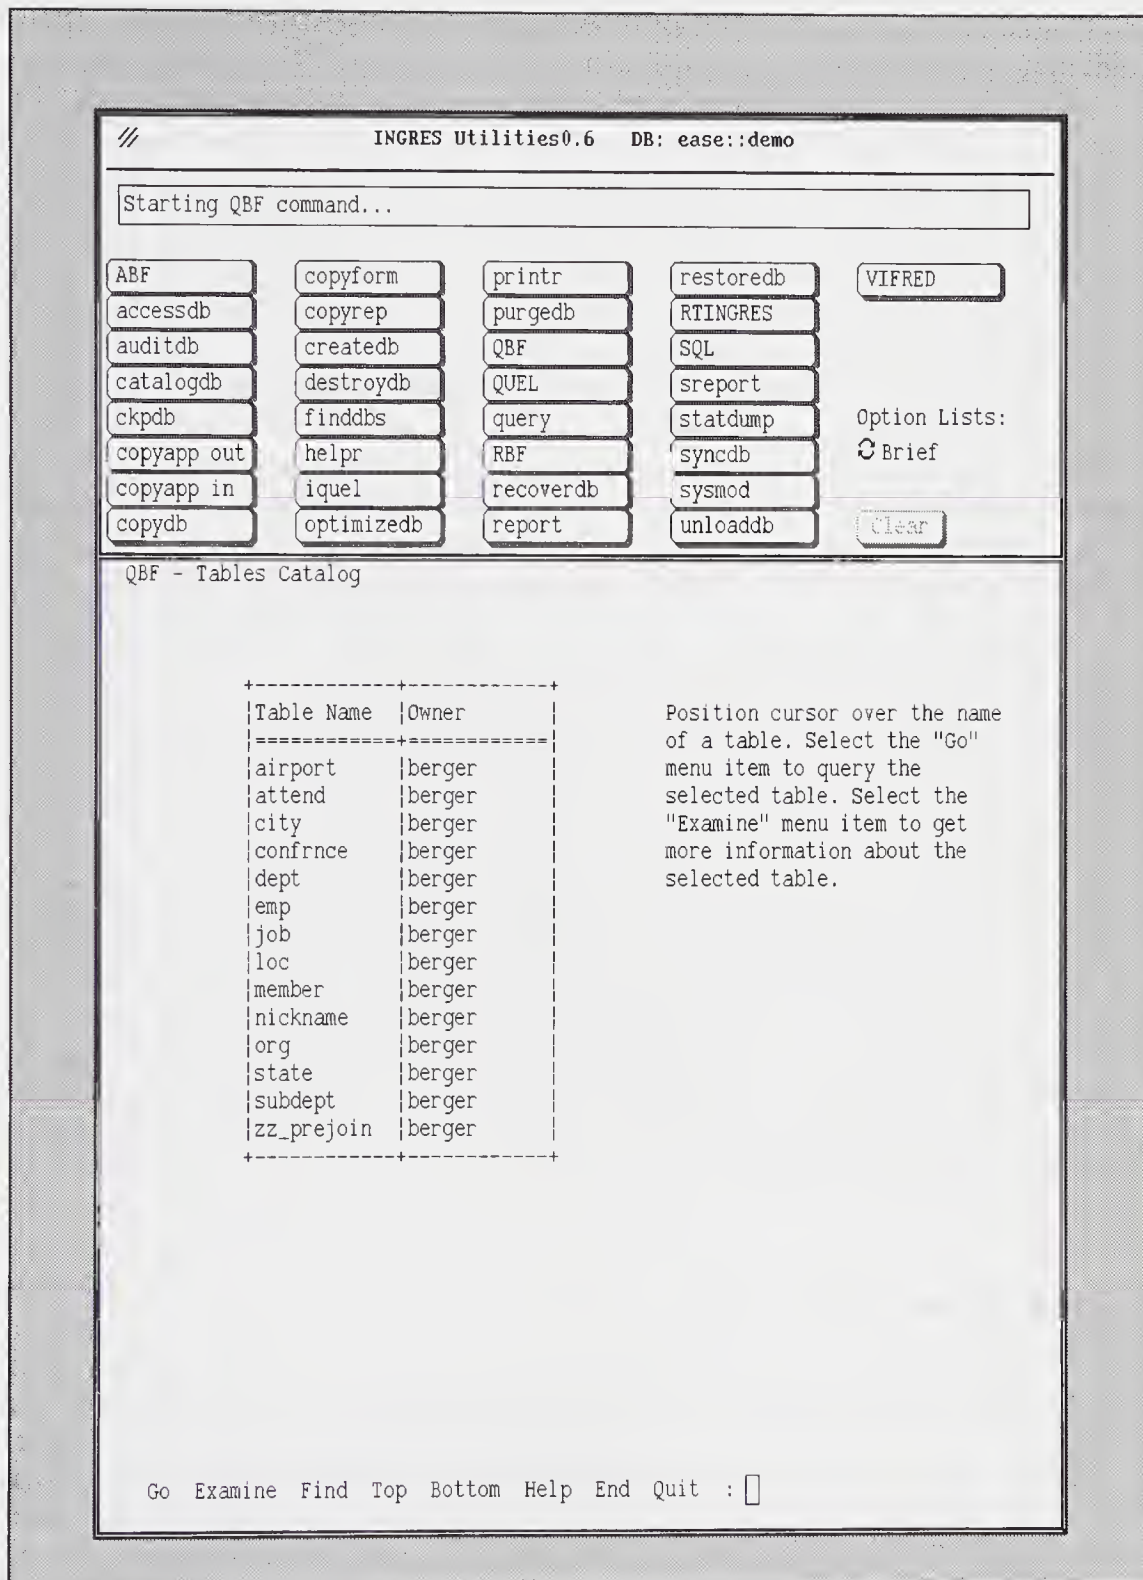 INGRES Utilities0.6 DB: ease::demo
Starting QBF command...
ABF copyform printr restoredb VIFRED
accessdb copyrep purgedb RTINGRES
auditdb createdb QBF SQL
catalogdb destroydb QUEL sreport
ckpdb finddbs query statdump Option Lists:
copyapp out helpr RBF syncdb Brief
copyapp in iquel recoverdb sysmod
copydb optimizedb report unloaddb Clear
QBF - Tables Catalog
+------------+------------+
|Table Name |Owner |
|============+============|
|airport |berger |
|attend |berger |
|city |berger |
|confrnce |berger |
|dept |berger |
|emp |berger |
|job |berger |
|loc |berger |
|member |berger |
|nickname |berger |
|org |berger |
|state |berger |
|subdept |berger |
|zz_prejoin |berger |
+------------+------------+
Position cursor over the name
of a table. Select the "Go"
menu item to query the
selected table. Select the
"Examine" menu item to get
more information about the
selected table.
Go Examine Find Top Bottom Help End Quit :